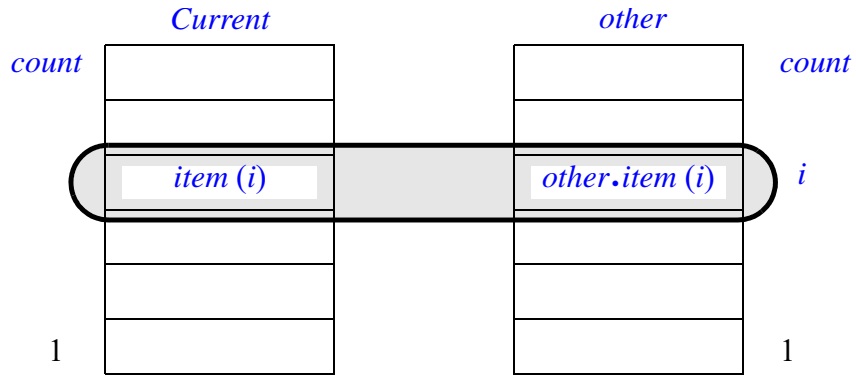 Current other
count count
item (i) other.item (i) i
1 1